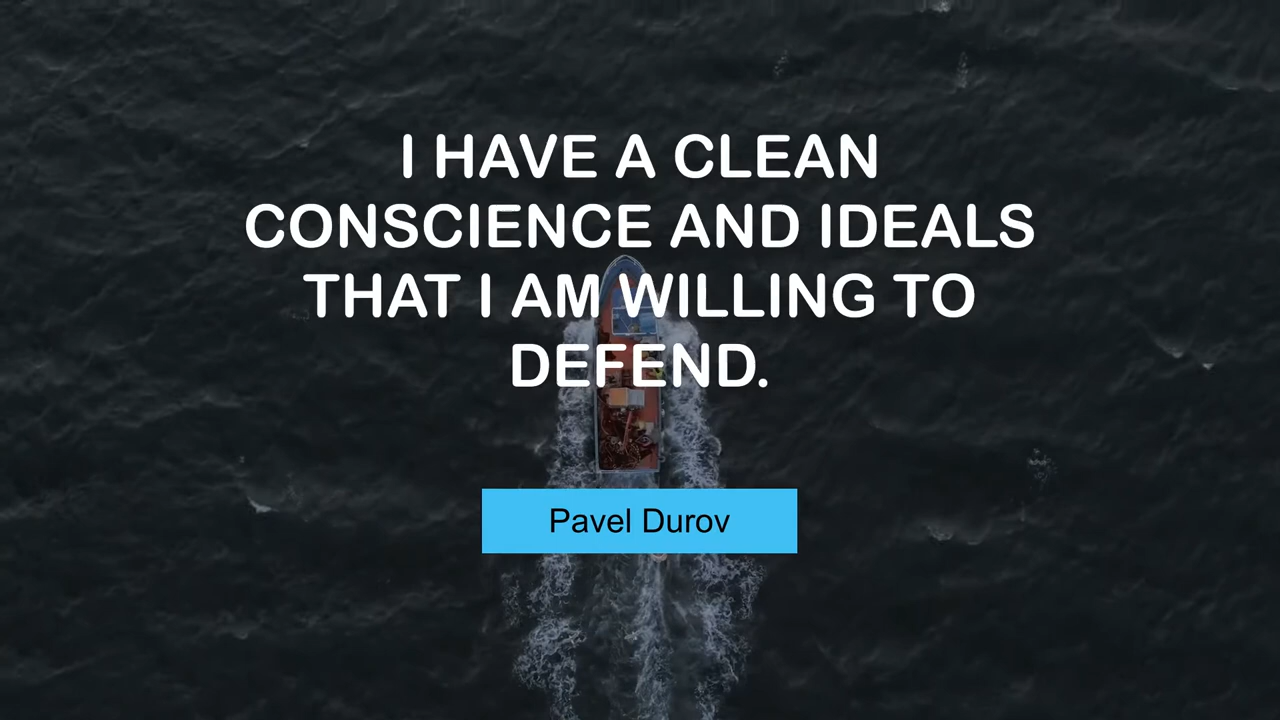 I HAVE A CLEAN
CONSCIENCE AND IDEALS
THAT I AM WILLING TO
DEFEND.
Pavel Durov